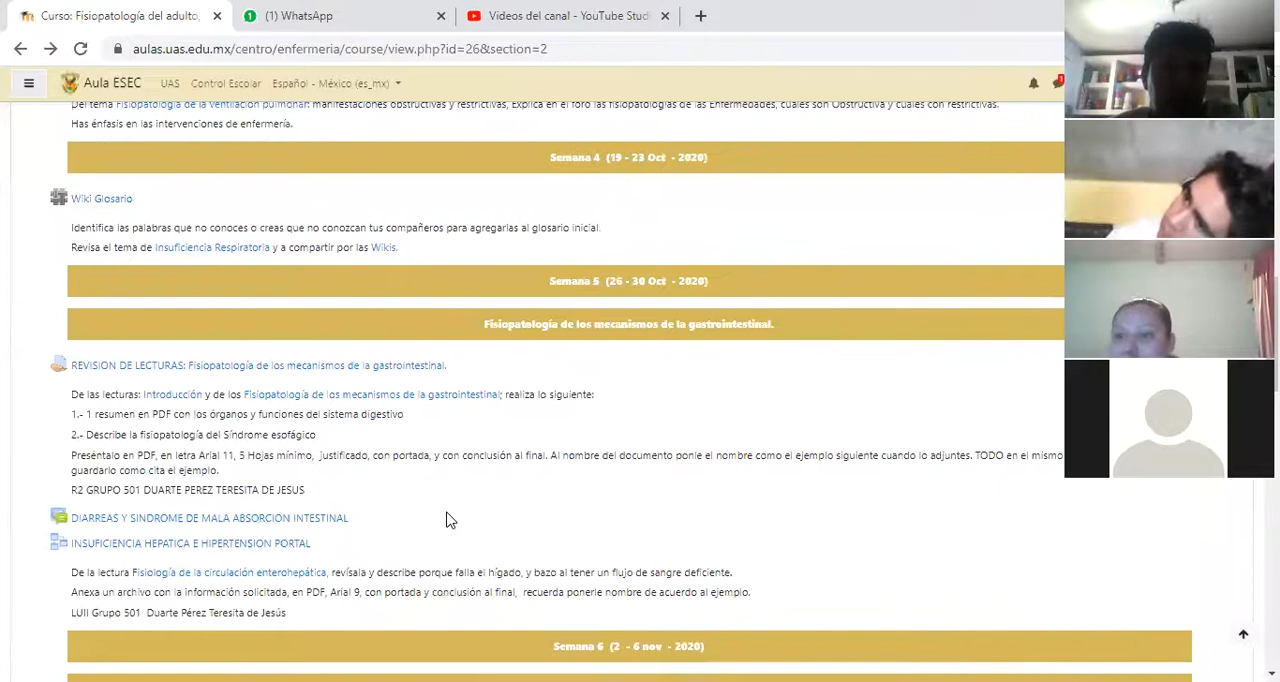 Curso: Fisiopatología del adulto,
(1) WhatsApp
Videos del canal - YouTube Stud
aulas.uas.edu.mx/centro/enfermeria/course/view.php?id=26&section=2
Aula ESEC UAS Control Escolar Español - México (es_mx)
1
Del tema Fisiopatología de la ventilación pulmonar: manifestaciones obstructivas y restrictivas, Explica en el foro las fisiopatologías de las Enfermedades, cuales son Obstructiva y cuales con restrictivas.
Has énfasis en las intervenciones de enfermería.
Semana 4 (19 - 23 Oct - 2020)
Wiki Glosario
Identifica las palabras que no conoces o creas que no conozcan tus compañeros para agregarlas al glosario inicial.
Revisa el tema de Insuficiencia Respiratoria y a compartir por las Wikis.
Semana 5 (26 - 30 Oct - 2020)
Fisiopatología de los mecanismos de la gastrointestinal.
REVISION DE LECTURAS: Fisiopatología de los mecanismos de la gastrointestinal.
De las lecturas: Introducción y de los Fisiopatología de los mecanismos de la gastrointestinal; realiza lo siguiente:
1.- 1 resumen en PDF con los órganos y funciones del sistema digestivo
2.- Describe la fisiopatología del Síndrome esofágico
Preséntalo en PDF, en letra Arial 11, 5 Hojas mínimo, justificado, con portada, y con conclusión al final. Al nombre del documento ponle el nombre como el ejemplo siguiente cuando lo adjuntes. TODO en el mismo
guardarlo como cita el ejemplo.
R2 GRUPO 501 DUARTE PEREZ TERESITA DE JESUS
DIARREAS Y SINDROME DE MALA ABSORCION INTESTINAL
INSUFICIENCIA HEPATICA E HIPERTENSION PORTAL
De la lectura Fisiología de la circulación enterohepática, revísala y describe porque falla el hígado, y bazo al tener un flujo de sangre deficiente.
Anexa un archivo con la información solicitada, en PDF, Arial 9, con portada y conclusión al final, recuerda ponerle nombre de acuerdo al ejemplo.
LUII Grupo 501 Duarte Pérez Teresita de Jesús
Semana 6 (2 - 6 nov - 2020)